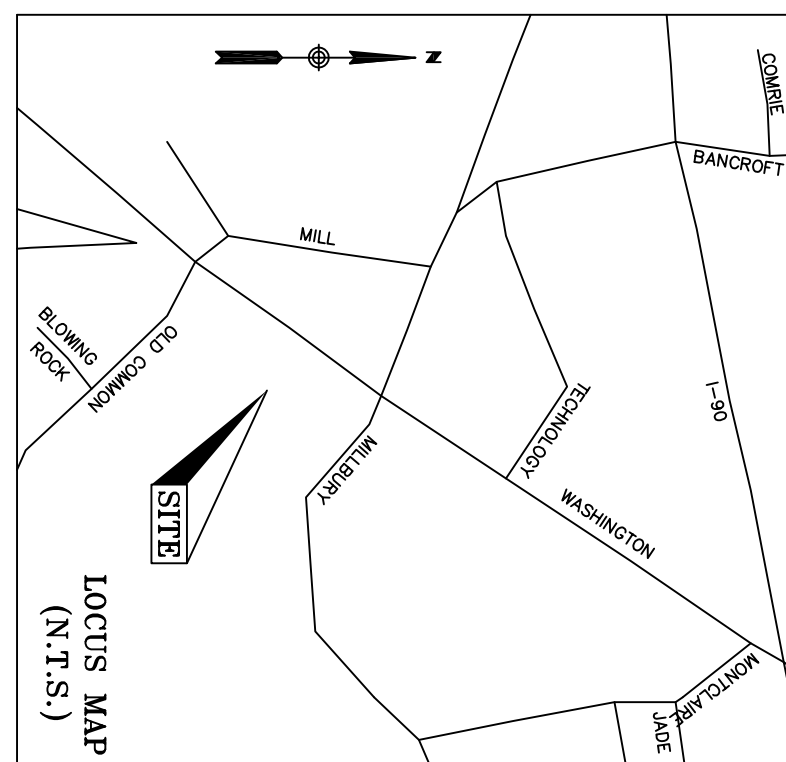 N
COMRIE
BANCROFT
MILL
I-90
TECHNOLOGY
WASHINGTON
MILLBURY
OLD COMMON
BLOWING
ROCK
SITE
MONTCLAIRE
JADE
LOCUS MAP
(N.T.S.)